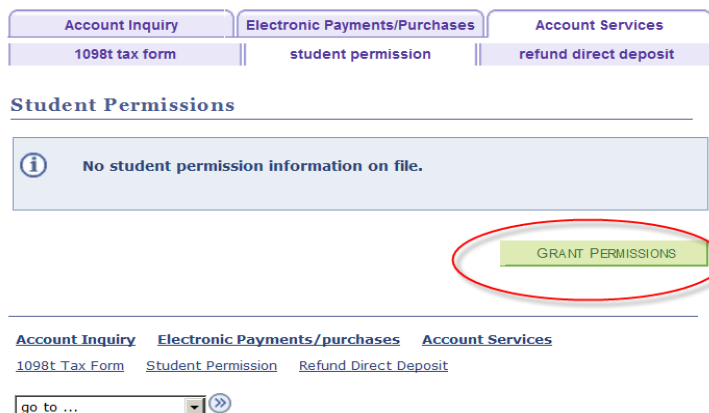 Account Inquiry Electronic Payments/Purchases Account Services
1098t tax form student permission refund direct deposit
Student Permissions
No student permission information on file.
GRANT PERMISSIONS
Account Inquiry Electronic Payments/purchases Account Services
1098t Tax Form Student Permission Refund Direct Deposit
go to ...